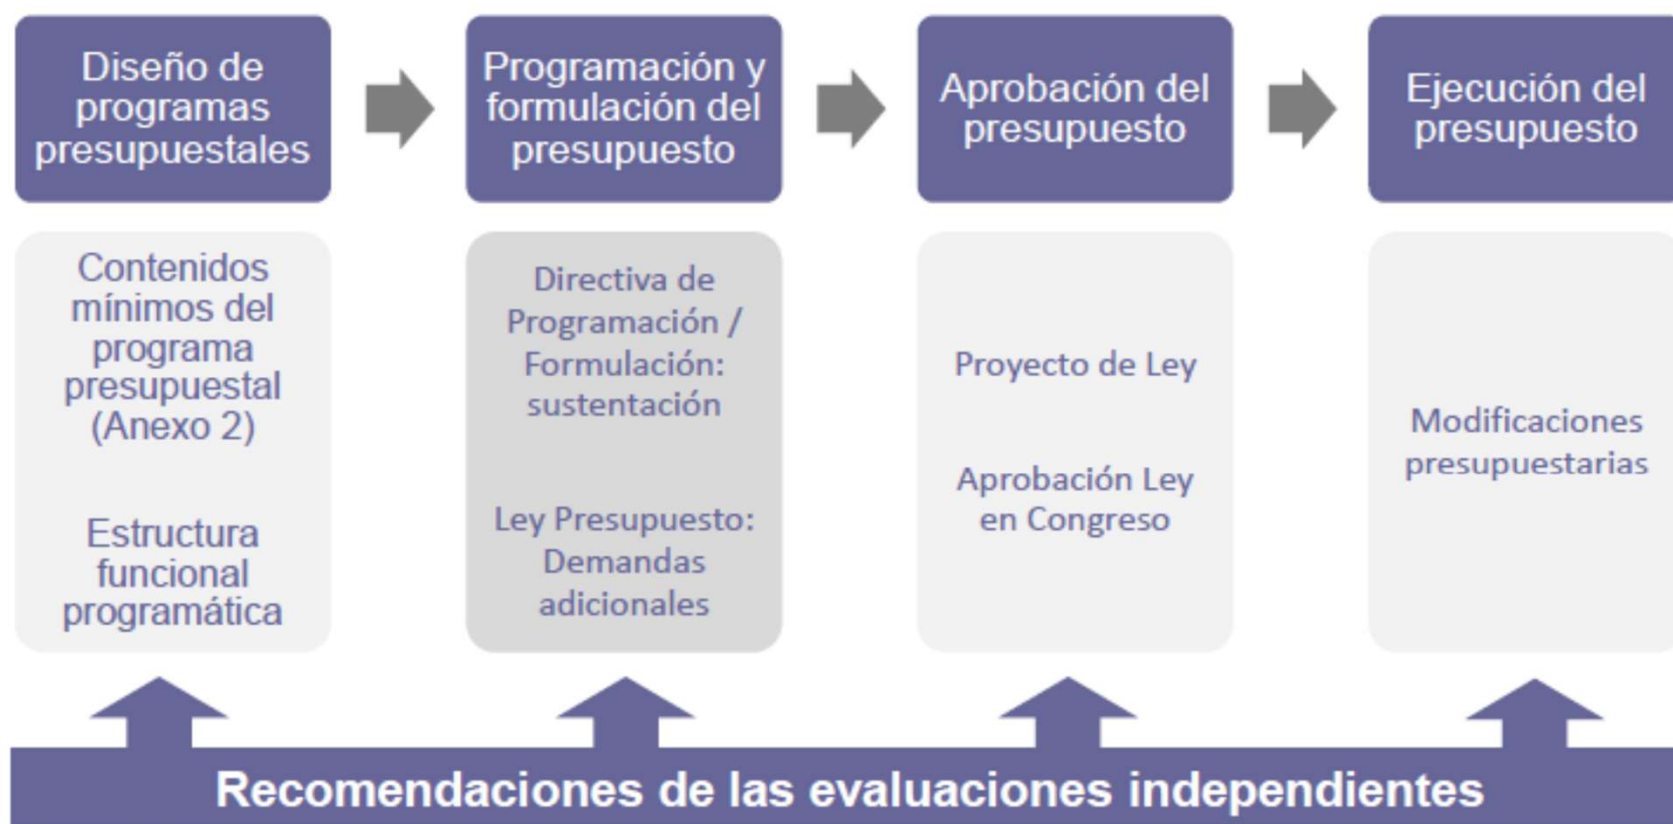 Diseño de
programas
presupuestales
Programación y
formulación del
presupuesto
Aprobación del
presupuesto
Ejecución del
presupuesto
Contenidos
mínimos del
programa
presupuestal
(Anexo 2)
Estructura
funcional
programática
Directiva de
Programación /
Formulación:
sustentación
Ley Presupuesto:
Demandas
adicionales
Proyecto de Ley
Aprobación Ley
en Congreso
Modificaciones
presupuestarias
Recomendaciones de las evaluaciones independientes